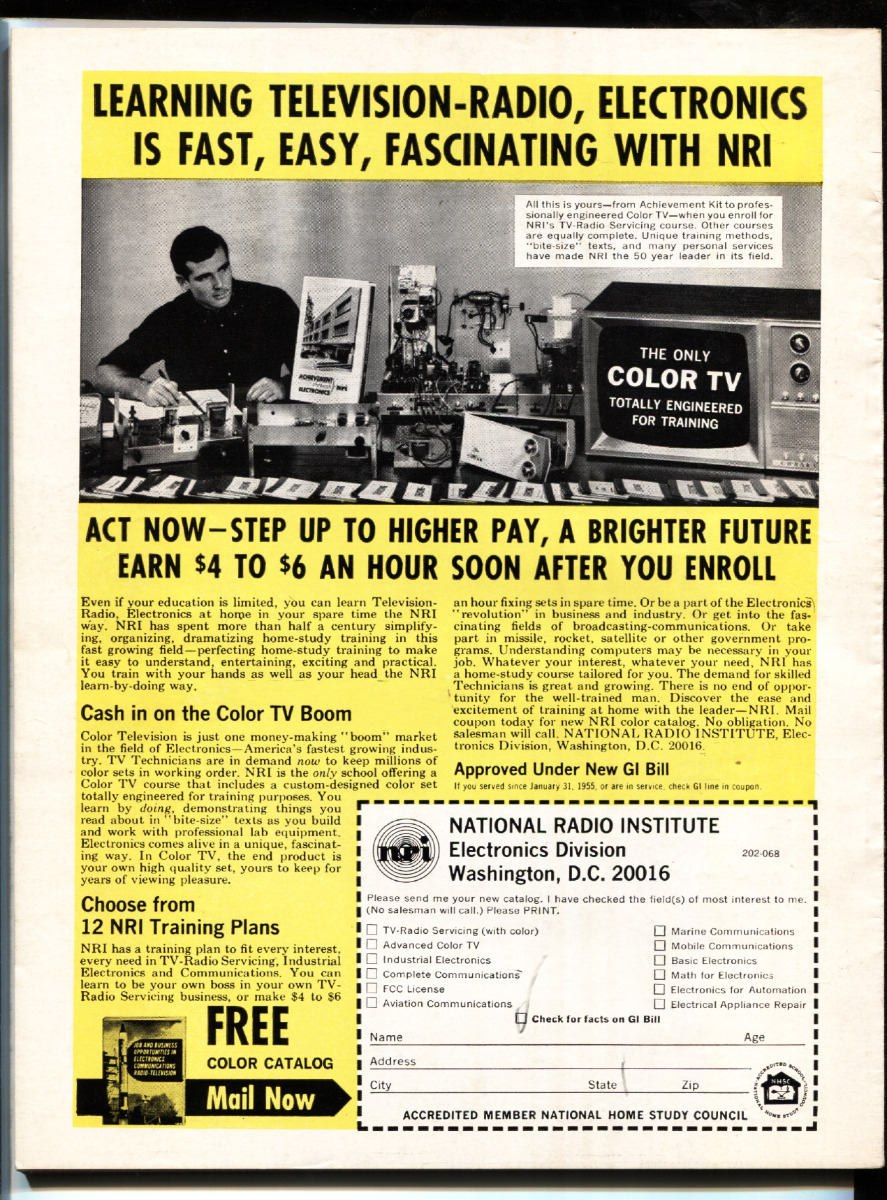 LEARNING TELEVISION-RADIO, ELECTRONICS
IS FAST, EASY, FASCINATING WITH NRI
All this is yours—from Achievement Kit to profes-
sionally engineered Color TV—when you enroll for
NRI's TV-Radio Servicing course. Other courses
are equally complete. Unique training methods,
"bite-size" texts, and many personal services
have made NRI the 50 year leader in its field.
ACHIEVEMENT
ELECTRONICS
nri
THE ONLY
COLOR TV
TOTALLY ENGINEERED
FOR TRAINING
ACT NOW—STEP UP TO HIGHER PAY, A BRIGHTER FUTURE
EARN $4 TO $6 AN HOUR SOON AFTER YOU ENROLL
Even if your education is limited, you can learn Television-
Radio, Electronics at home in your spare time the NRI
way. NRI has spent more than half a century simplify-
ing, organizing, dramatizing home-study training in this
fast growing field—perfecting home-study training to make
it easy to understand, entertaining, exciting and practical.
You train with your hands as well as your head the NRI
learn-by-doing way.
Cash in on the Color TV Boom
Color Television is just one money-making "boom" market
in the field of Electronics—America's fastest growing indus-
try. TV Technicians are in demand now to keep millions of
color sets in working order. NRI is the only school offering a
Color TV course that includes a custom-designed color set
totally engineered for training purposes. You
learn by doing, demonstrating things you
read about in "bite-size" texts as you build
and work with professional lab equipment.
Electronics comes alive in a unique, fascinat-
ing way. In Color TV, the end product is
your own high quality set, yours to keep for
years of viewing pleasure.
Choose from
12 NRI Training Plans
NRI has a training plan to fit every interest,
every need in TV-Radio Servicing, Industrial
Electronics and Communications. You can
learn to be your own boss in your own TV-
Radio Servicing business, or make $4 to $6
an hour fixing sets in spare time. Or be a part of the Electronics
"revolution" in business and industry. Or get into the fas-
cinating fields of broadcasting-communications. Or take
part in missile, rocket, satellite or other government pro-
grams. Understanding computers may be necessary in your
job. Whatever your interest, whatever your need, NRI has
a home-study course tailored for you. The demand for skilled
Technicians is great and growing. There is no end of oppor-
tunity for the well-trained man. Discover the ease and
excitement of training at home with the leader—NRI. Mail
coupon today for new NRI color catalog. No obligation. No
salesman will call. NATIONAL RADIO INSTITUTE, Elec-
tronics Division, Washington, D.C. 20016.
Approved Under New GI Bill
If you served since January 31, 1955, or are in service, check GI line in coupon.
JOB AND BUSINESS
OPPORTUNITIES IN
ELECTRONICS
COMMUNICATIONS
RADIO-TELEVISION
FREE
COLOR CATALOG
Mail Now
nri
NATIONAL RADIO INSTITUTE
Electronics Division
202-068
Washington, D.C. 20016
Please send me your new catalog. I have checked the field(s) of most interest to me.
(No salesman will call.) Please PRINT.
TV-Radio Servicing (with color)
Advanced Color TV
Industrial Electronics
Complete Communications
FCC License
Aviation Communications
Marine Communications
Mobile Communications
Basic Electronics
Math for Electronics
Electronics for Automation
Electrical Appliance Repair
Check for facts on GI Bill
Name Age
Address
City State Zip
ACCREDITED MEMBER NATIONAL HOME STUDY COUNCIL
ACCREDITED SCHOOL
NHSC
NATIONAL HOME STUDY COUNCIL